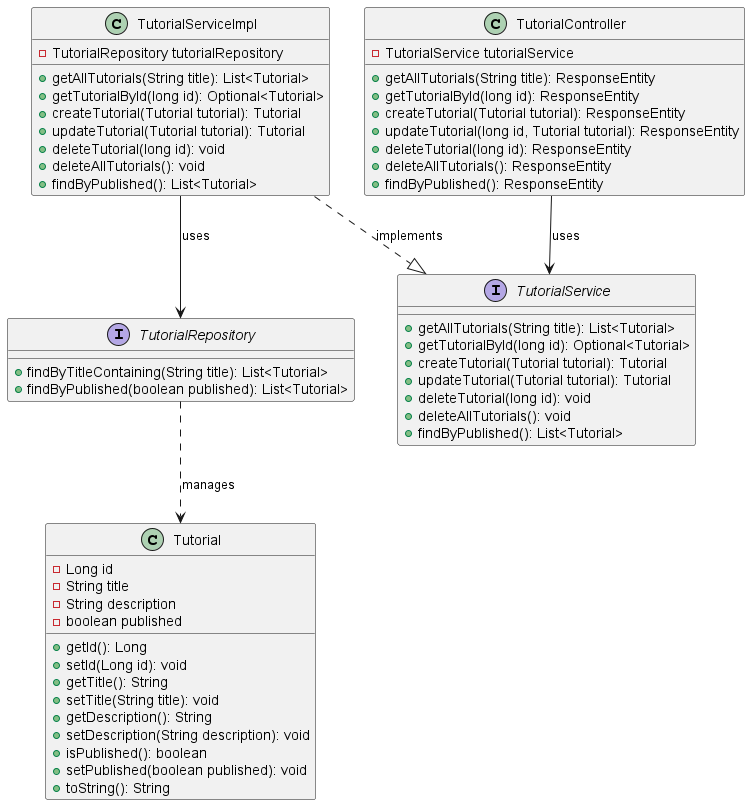 C TutorialServiceImpl
TutorialRepository tutorialRepository
getAllTutorials(String title): List<Tutorial>
getTutorialById(long id): Optional<Tutorial>
createTutorial(Tutorial tutorial): Tutorial
updateTutorial(Tutorial tutorial): Tutorial
deleteTutorial(long id): void
deleteAllTutorials(): void
findByPublished(): List<Tutorial>
C TutorialController
TutorialService tutorialService
getAllTutorials(String title): ResponseEntity
getTutorialById(long id): ResponseEntity
createTutorial(Tutorial tutorial): ResponseEntity
updateTutorial(long id, Tutorial tutorial): ResponseEntity
deleteTutorial(long id): ResponseEntity
deleteAllTutorials(): ResponseEntity
findByPublished(): ResponseEntity
uses
implements
uses
I TutorialRepository
findByTitleContaining(String title): List<Tutorial>
findByPublished(boolean published): List<Tutorial>
I TutorialService
getAllTutorials(String title): List<Tutorial>
getTutorialById(long id): Optional<Tutorial>
createTutorial(Tutorial tutorial): Tutorial
updateTutorial(Tutorial tutorial): Tutorial
deleteTutorial(long id): void
deleteAllTutorials(): void
findByPublished(): List<Tutorial>
manages
C Tutorial
Long id
String title
String description
boolean published
getId(): Long
setId(Long id): void
getTitle(): String
setTitle(String title): void
getDescription(): String
setDescription(String description): void
isPublished(): boolean
setPublished(boolean published): void
toString(): String